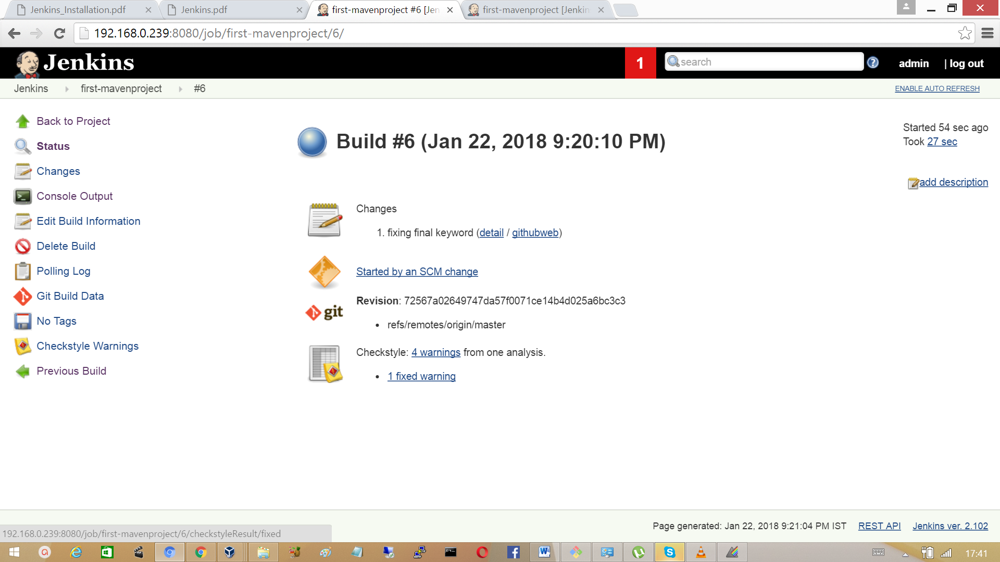 Jenkins_Installation.pdf
Jenkins.pdf
first-mavenproject #6 [Jen
first-mavenproject [Jenkin
192.168.0.239:8080/job/first-mavenproject/6/
Jenkins
1
search
admin
| log out
Jenkins
first-mavenproject
#6
ENABLE AUTO REFRESH
Back to Project
Status
Changes
Console Output
Edit Build Information
Delete Build
Polling Log
Git Build Data
No Tags
Checkstyle Warnings
Previous Build
Build #6 (Jan 22, 2018 9:20:10 PM)
Started 54 sec ago
Took 27 sec
add description
Changes
1. fixing final keyword (detail / githubweb)
Started by an SCM change
git
Revision: 72567a02649747da57f0071ce14b4d025a6bc3c3
• refs/remotes/origin/master
Checkstyle: 4 warnings from one analysis.
• 1 fixed warning
Page generated: Jan 22, 2018 9:21:04 PM IST
REST API
Jenkins ver. 2.102
192.168.0.239:8080/job/first-mavenproject/6/checkstyleResult/fixed
17:41